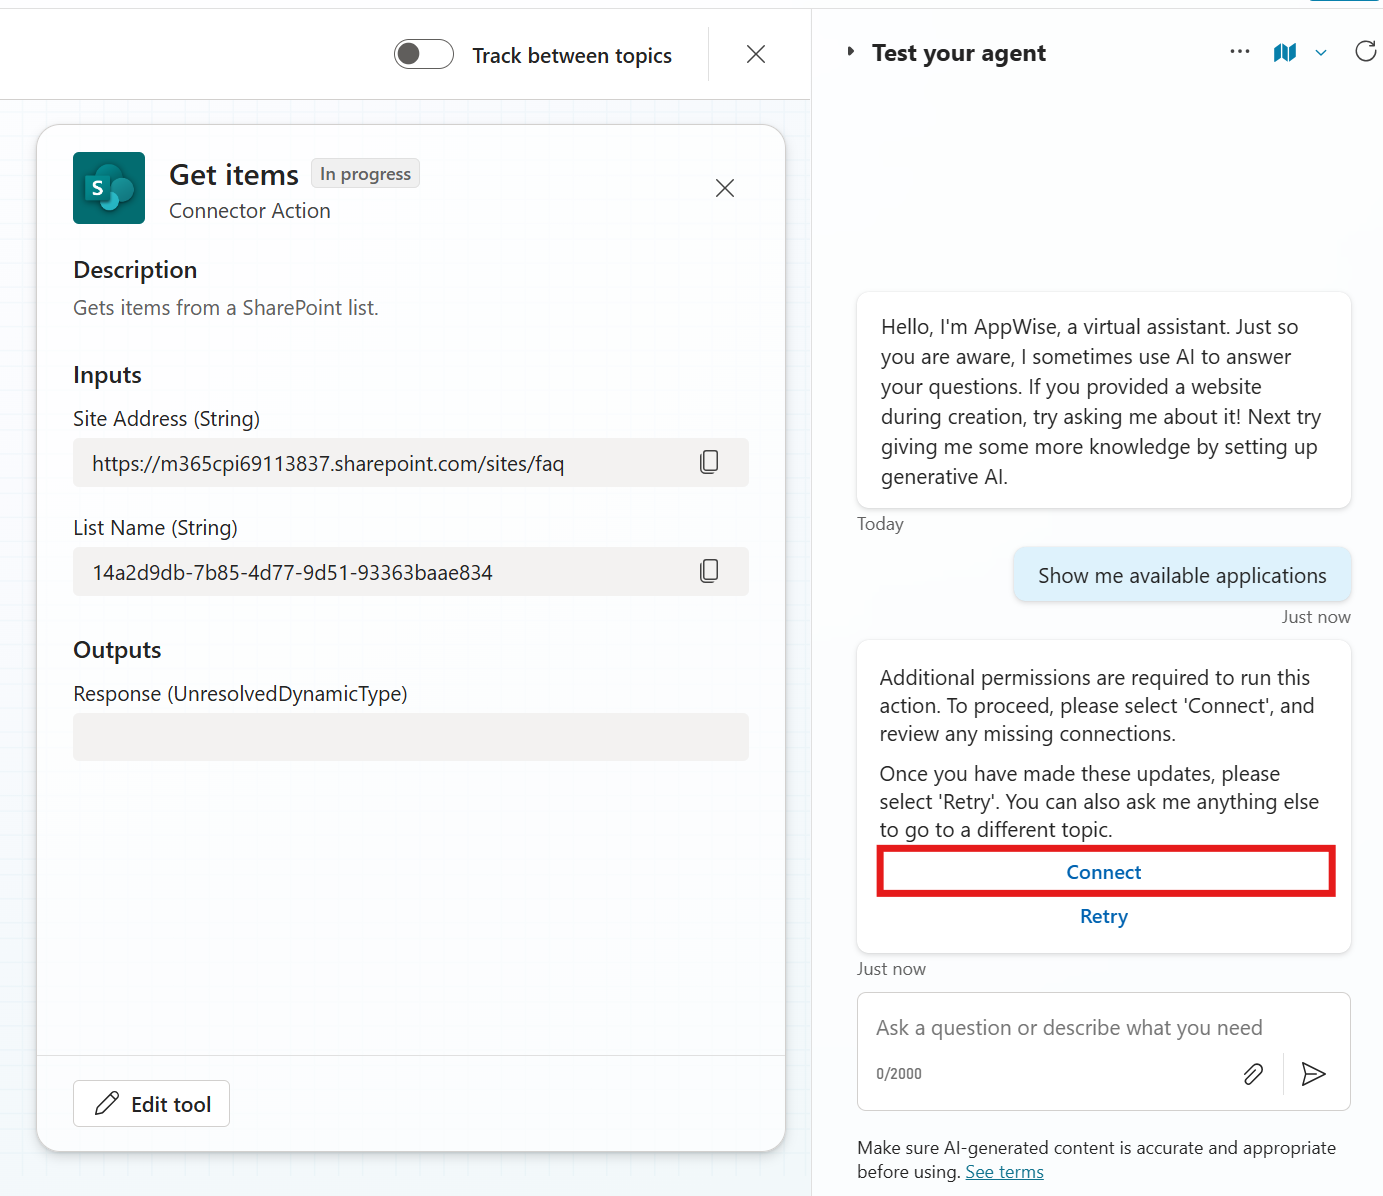 Track between topics
S
Get items
In progress
Connector Action
Description
Gets items from a SharePoint list.
Inputs
Site Address (String)
https://m365cpi69113837.sharepoint.com/sites/faq
List Name (String)
14a2d9db-7b85-4d77-9d51-93363baae834
Outputs
Response (UnresolvedDynamicType)
Edit tool
Test your agent
Hello, I'm AppWise, a virtual assistant. Just so
you are aware, I sometimes use AI to answer
your questions. If you provided a website
during creation, try asking me about it! Next try
giving me some more knowledge by setting up
generative AI.
Today
Show me available applications
Just now
Additional permissions are required to run this
action. To proceed, please select 'Connect', and
review any missing connections.
Once you have made these updates, please
select 'Retry'. You can also ask me anything else
to go to a different topic.
Connect
Retry
Just now
Ask a question or describe what you need
0/2000
Make sure AI-generated content is accurate and appropriate
before using. See terms